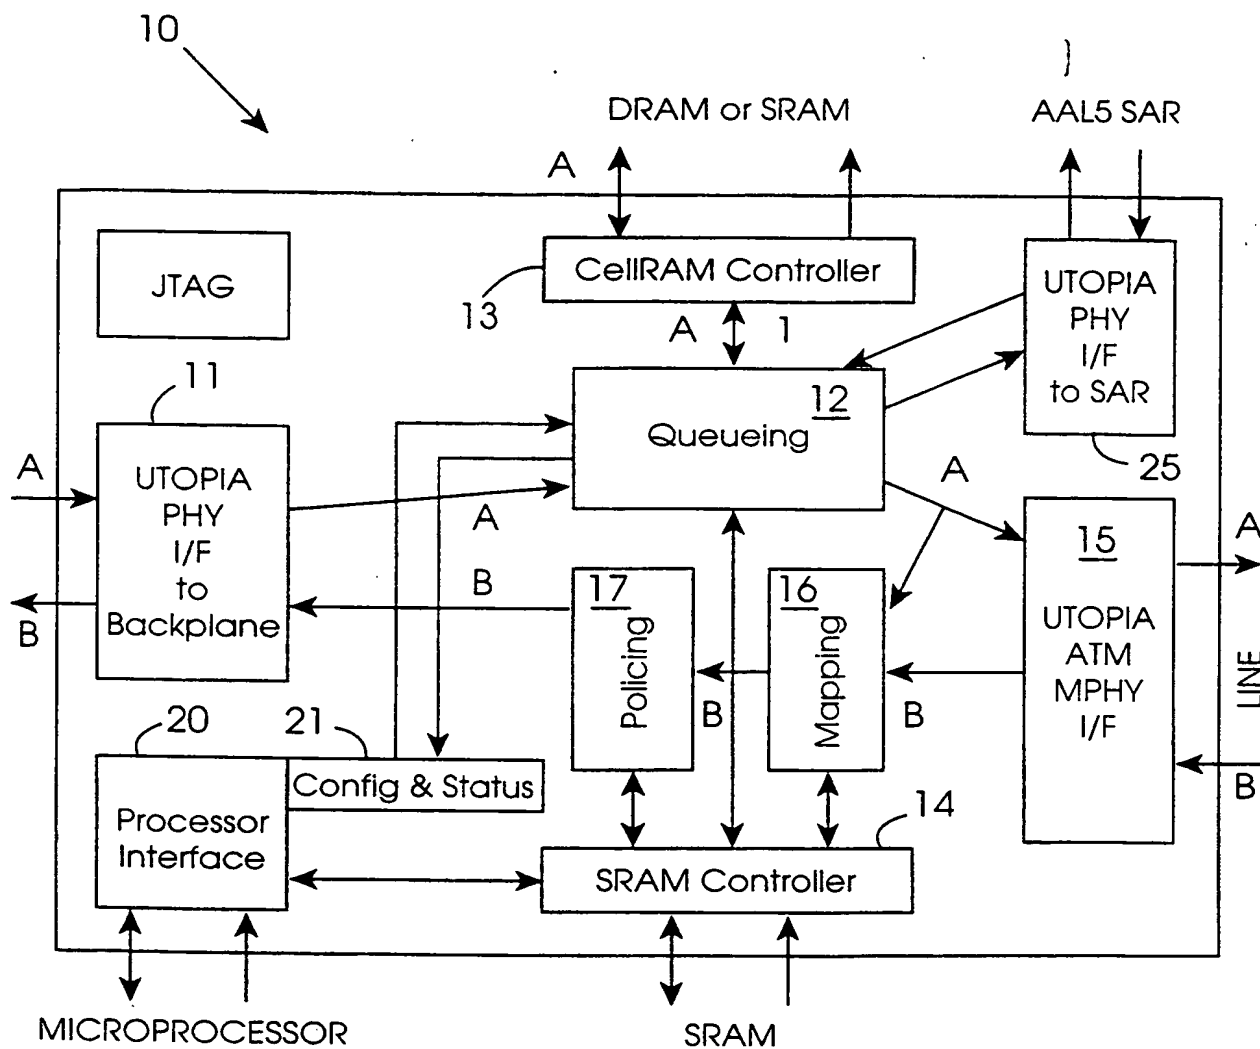 10
DRAM or SRAM
AAL5 SAR
A
JTAG
CellRAM Controller
13
A
1
UTOPIA
PHY
I/F
to SAR
25
11
12
Queueing
A
UTOPIA
PHY
I/F
to
Backplane
A
B
B
A
15
UTOPIA
ATM
MPHY
I/F
A
LINE
B
17
Policing
16
Mapping
B
B
20
21
Config & Status
Processor
Interface
14
SRAM Controller
MICROPROCESSOR
SRAM